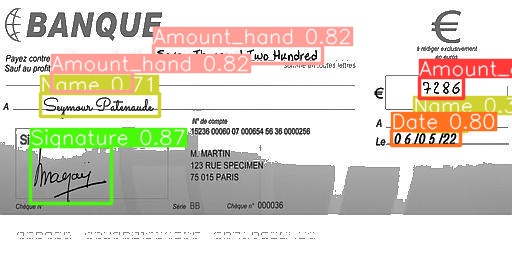 BANQUE
€
à rédiger exclusivement
en euros
Amount_hand 0.82
Payez contre
Two Hundred
Sauf au profit
Amount_hand 0.82
somme en toutes lettres
Amount_
Name 0.71
€ 7286
A Seymour Patenaude
Name 0.3
A
Date 0.80
Signature 0.87
N° de compte
15236 00060 07 000654 56 36 0000256
Le 06/05/22
M. MARTIN
123 RUE SPECIMEN
75 015 PARIS
Magaij
Chèque N°
Série BB
Chèque n° 000036